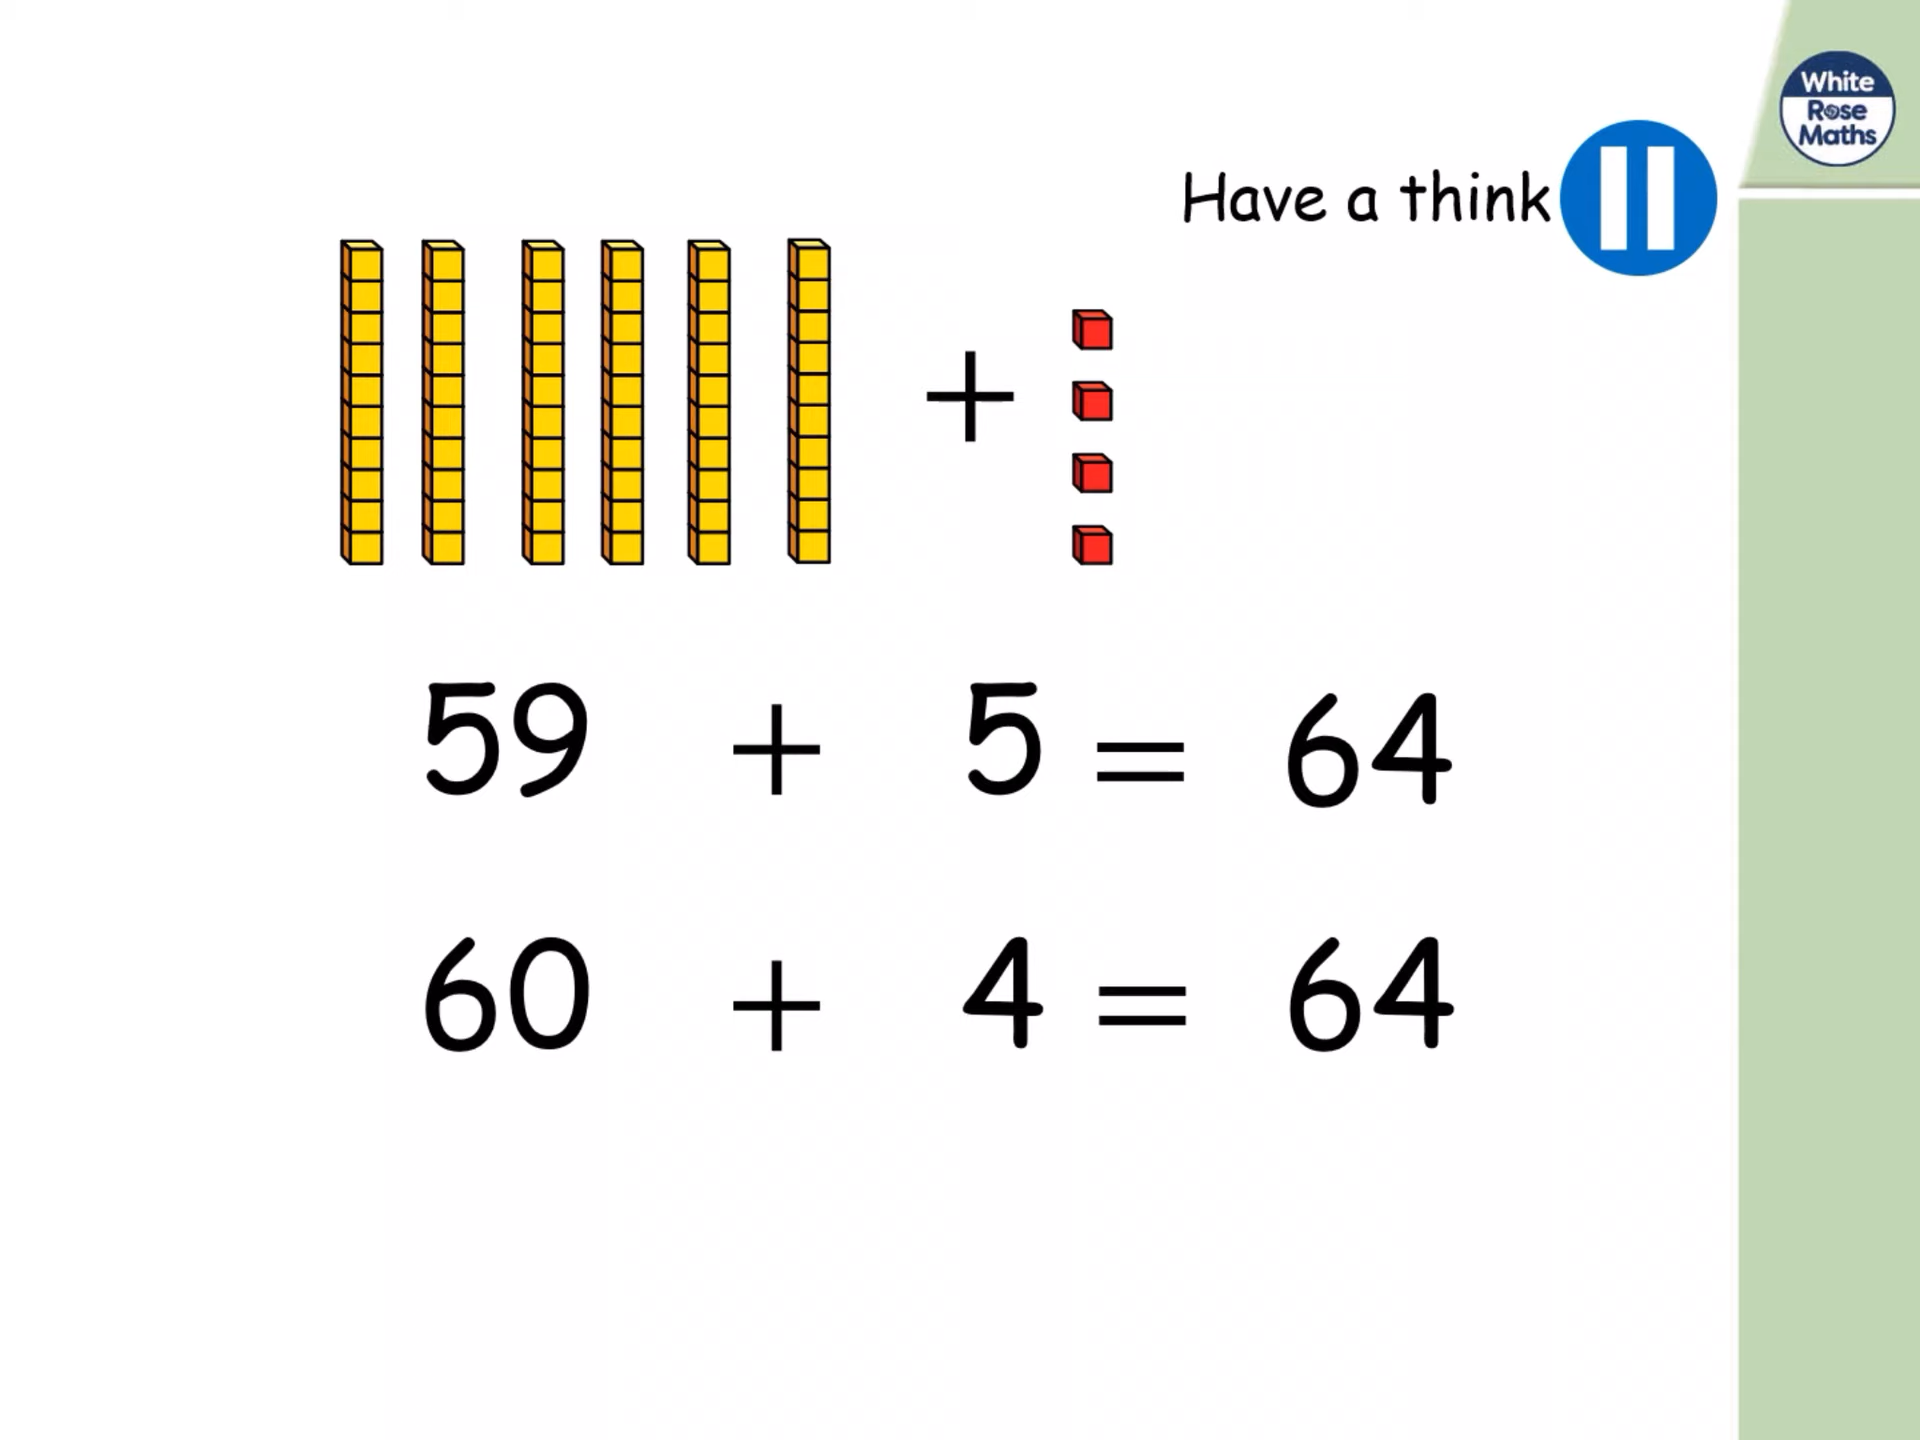 White
Rose
Maths
Have a think
+
59 + 5 = 64
60 + 4 = 64